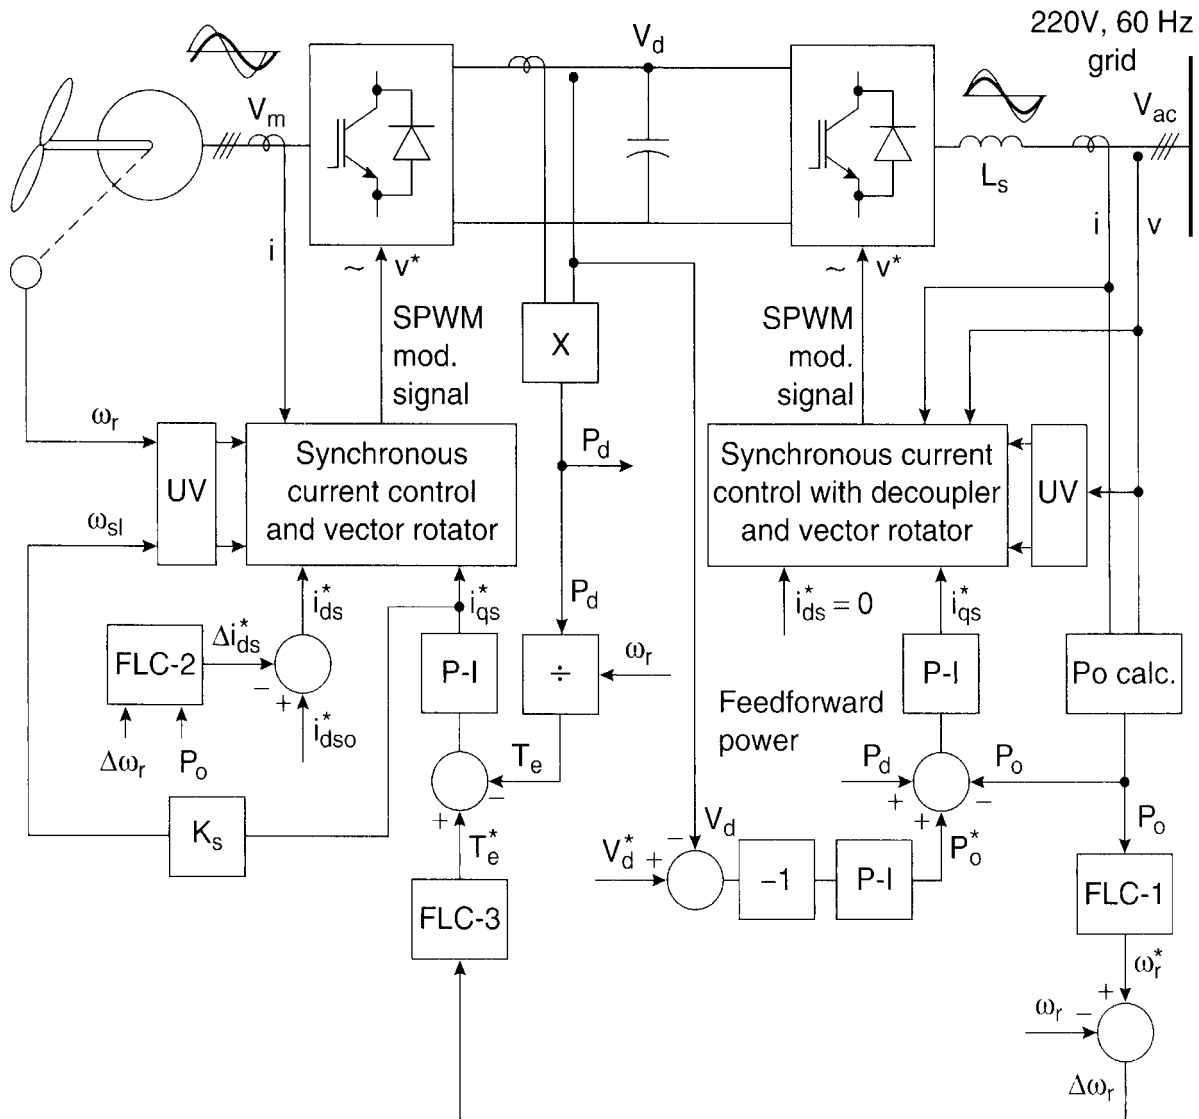 220V, 60 Hz
grid
V_d
V_m
V_ac
L_s
i
~ v*
~ v*
i
v
SPWM
mod.
signal
X
SPWM
mod.
signal
ω_r
P_d
UV
Synchronous
current control
and vector rotator
Synchronous current
control with decoupler
and vector rotator
UV
ω_sl
P_d
i*_ds
i*_qs
i*_ds = 0
i*_qs
FLC-2
Δi*_ds
-
+
i*_dso
P-I
÷
ω_r
P-I
Po calc.
Feedforward
power
Δω_r
P_o
T_e
-
+
P_d
+
P_o
-
+
K_s
T*_e
V*_d
+
-
V_d
-1
P-I
P*_o
P_o
FLC-3
FLC-1
ω*_r
+
ω_r
-
Δω_r